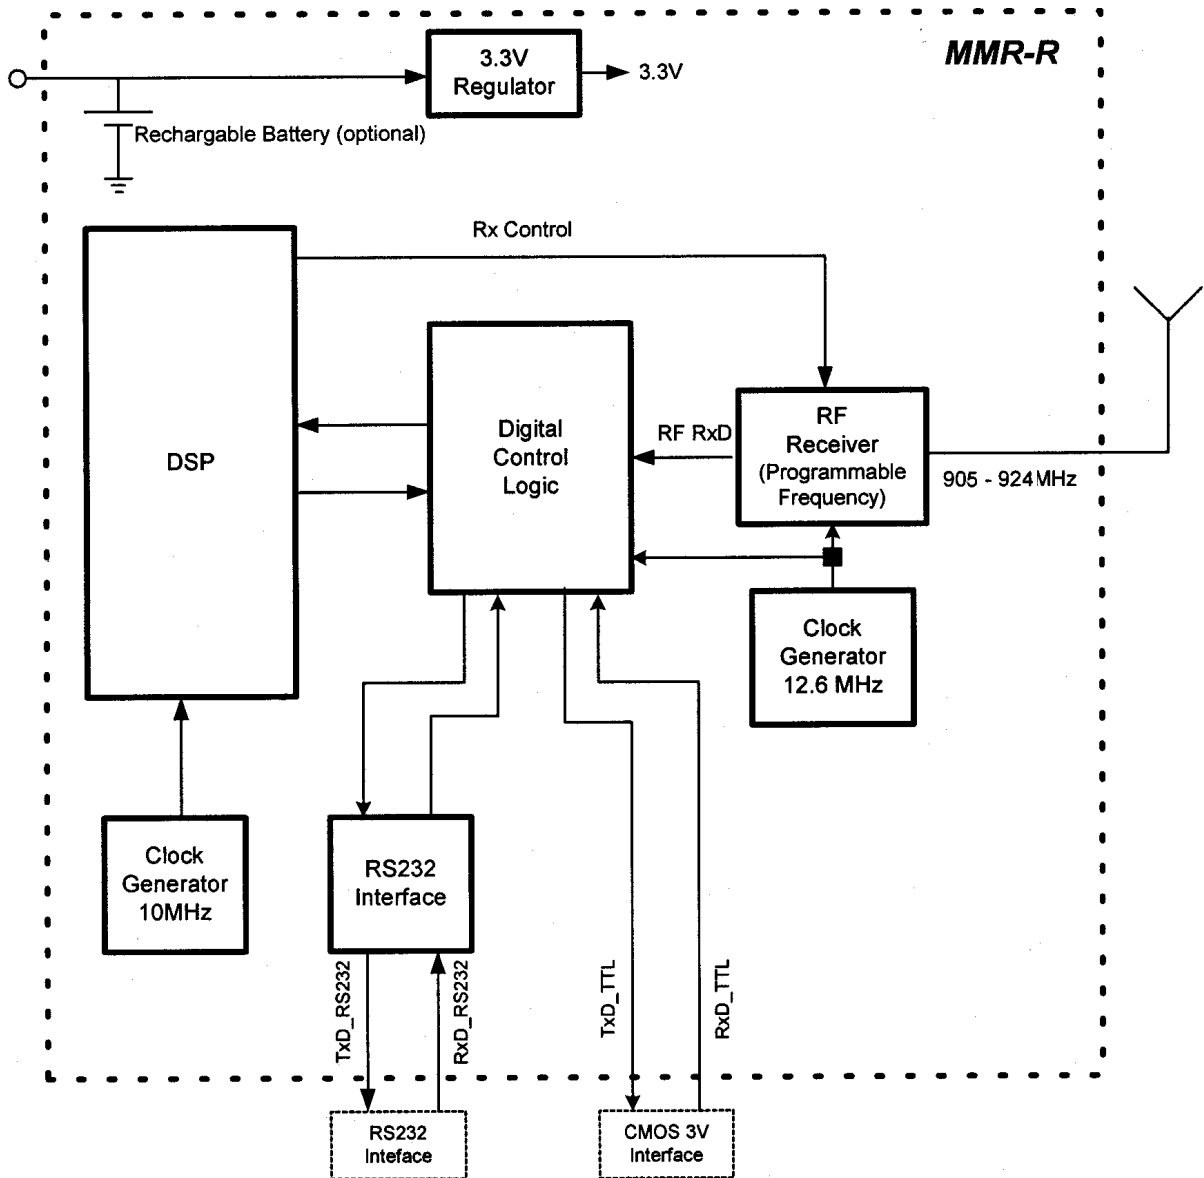 MMR-R
3.3V
Regulator
3.3V
Rechargable Battery (optional)
Rx Control
DSP
Digital
Control
Logic
RF RxD
RF
Receiver
(Programmable
Frequency)
905 - 924MHz
Clock
Generator
12.6 MHz
Clock
Generator
10MHz
RS232
Interface
TxD_RS232
RxD_RS232
TxD_TTL
RxD_TTL
RS232
Inteface
CMOS 3V
Interface